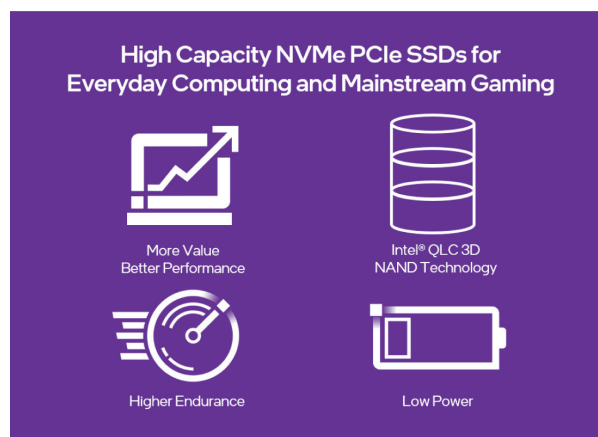 High Capacity NVMe PCIe SSDs for
Everyday Computing and Mainstream Gaming
More Value
Better Performance
Intel® QLC 3D
NAND Technology
Higher Endurance
Low Power